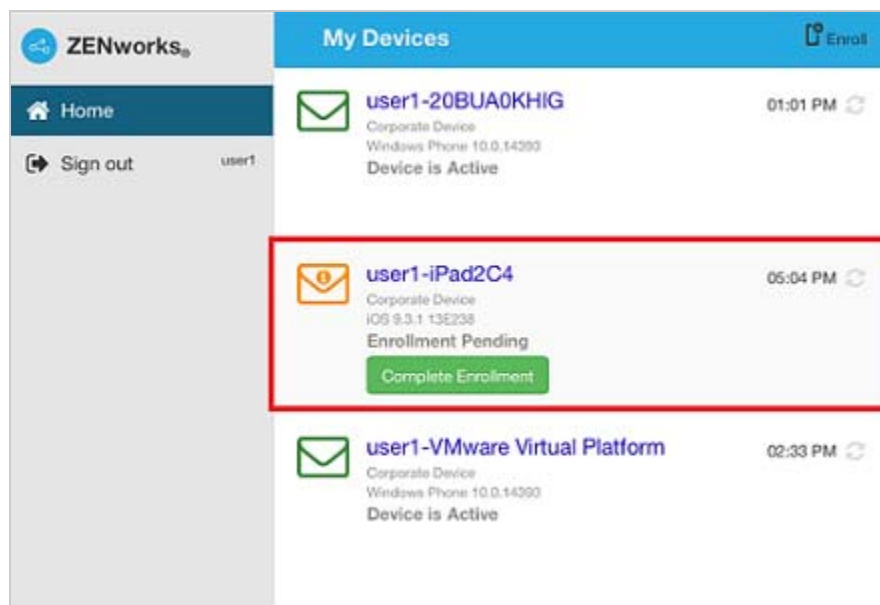 ZENworks®
My Devices
Enroll
Home
Sign out
user1
user1-20BUA0KHIG
01:01 PM
Corporate Device
Windows Phone 10.0.14393
Device is Active
user1-iPad2C4
05:04 PM
Corporate Device
iOS 9.3.1 13E238
Enrollment Pending
Complete Enrollment
user1-VMware Virtual Platform
02:33 PM
Corporate Device
Windows Phone 10.0.14393
Device is Active